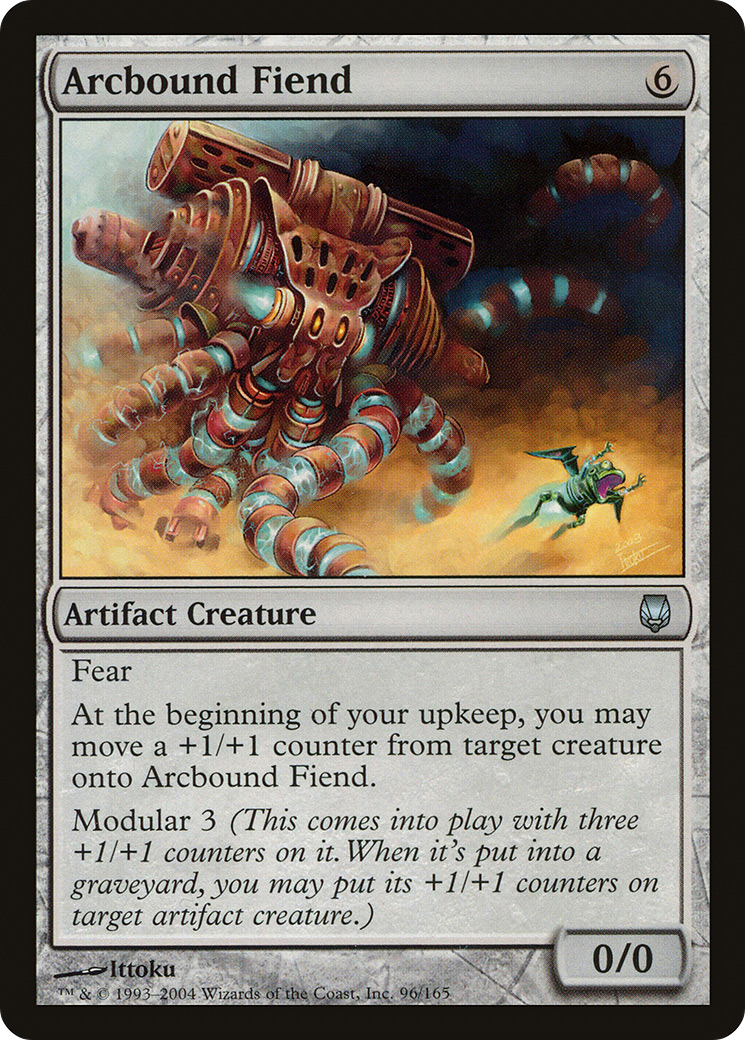 Arcbound Fiend
6
2003
Ittoku
Artifact Creature
Fear
At the beginning of your upkeep, you may
move a +1/+1 counter from target creature
onto Arcbound Fiend.
Modular 3 (This comes into play with three
+1/+1 counters on it. When it's put into a
graveyard, you may put its +1/+1 counters on
target artifact creature.)
0/0
Ittoku
™ & © 1993–2004 Wizards of the Coast, Inc. 96/165